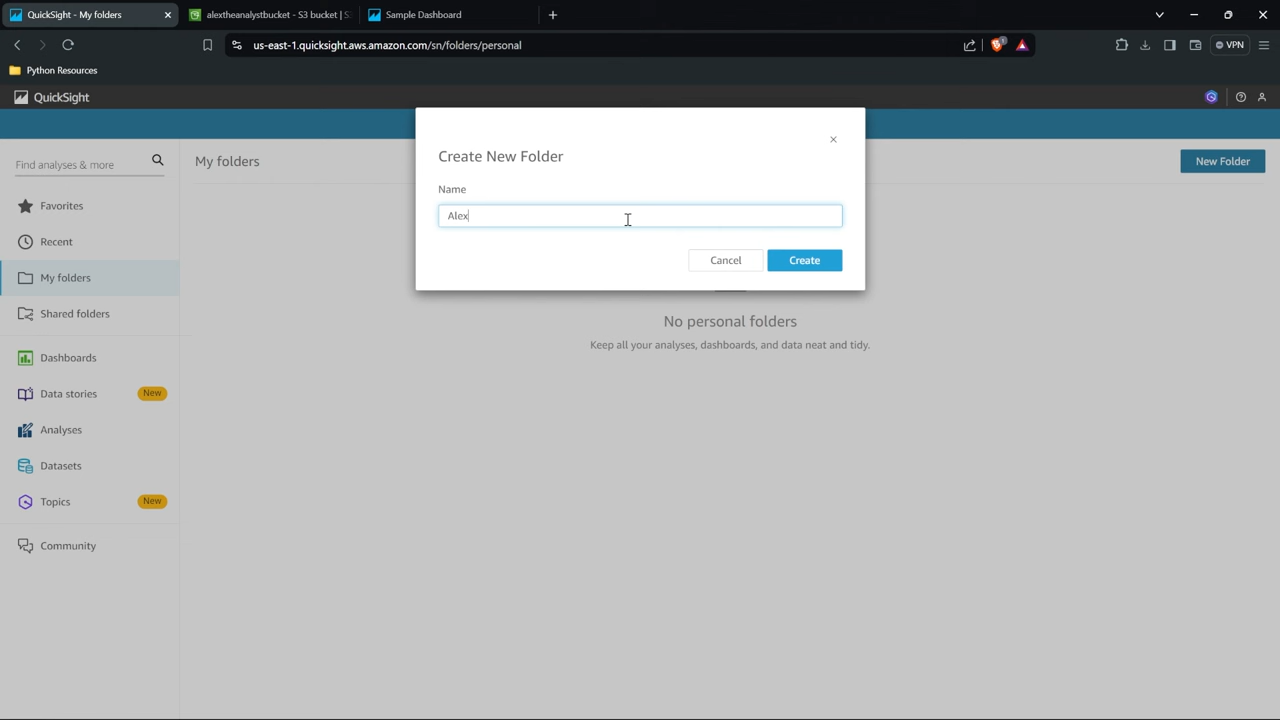 QuickSight - My folders
alextheanalystbucket - S3 bucket | S
Sample Dashboard
us-east-1.quicksight.aws.amazon.com/sn/folders/personal
1
VPN
Python Resources
QuickSight
Create New Folder
Find analyses & more
My folders
New Folder
Name
Favorites
Alex
Recent
Cancel
Create
My folders
Shared folders
No personal folders
Keep all your analyses, dashboards, and data neat and tidy.
Dashboards
Data stories
New
Analyses
Datasets
Topics
New
Community